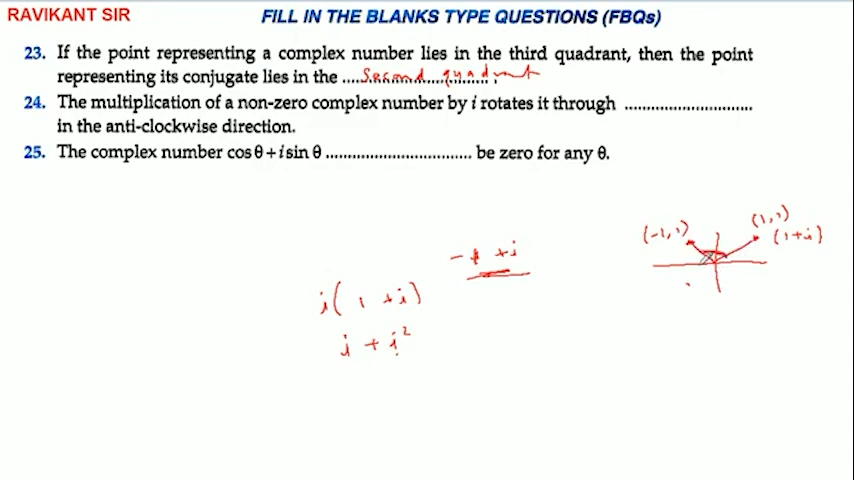 RAVIKANT SIR
FILL IN THE BLANKS TYPE QUESTIONS (FBQs)
23. If the point representing a complex number lies in the third quadrant, then the point
representing its conjugate lies in the ....second quadrant....
24. The multiplication of a non-zero complex number by i rotates it through ..............................
in the anti-clockwise direction.
25. The complex number cosθ + i sin θ .................................. be zero for any θ.
(-1, 1)
(1, 1)
(1+i)
-1 + i
i(1 + i)
i + i²